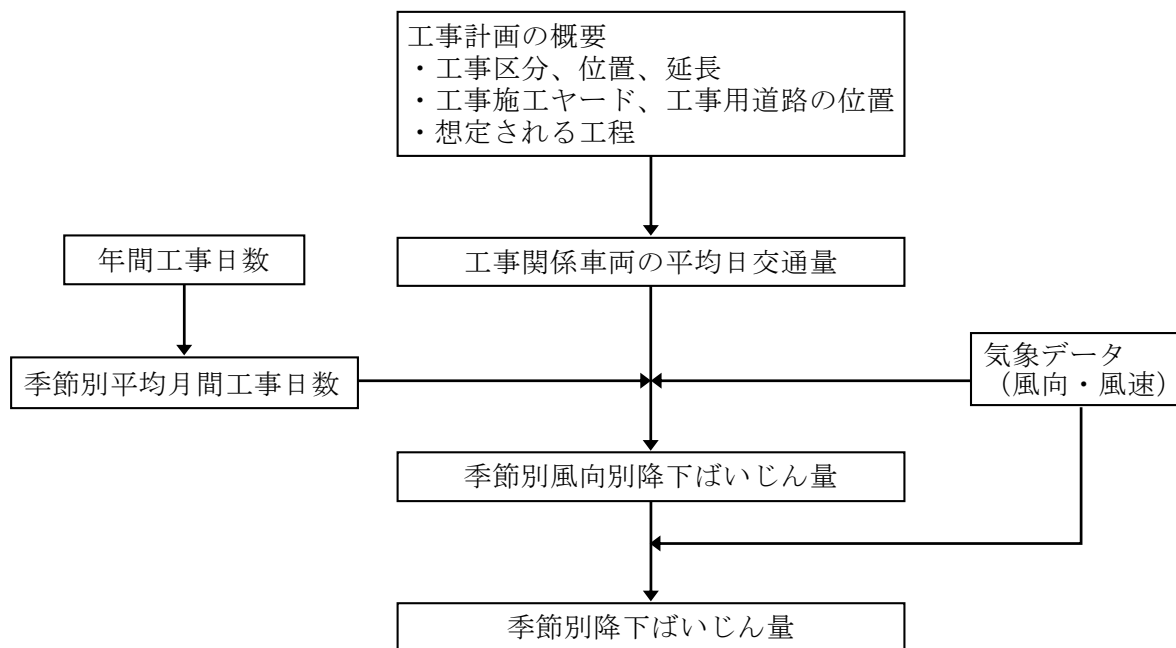 工事計画の概要
・工事区分、位置、延長
・工事施工ヤード、工事用道路の位置
・想定される工程
年間工事日数
工事関係車両の平均日交通量
季節別平均月間工事日数
気象データ
（風向・風速）
季節別風向別降下ばいじん量
季節別降下ばいじん量